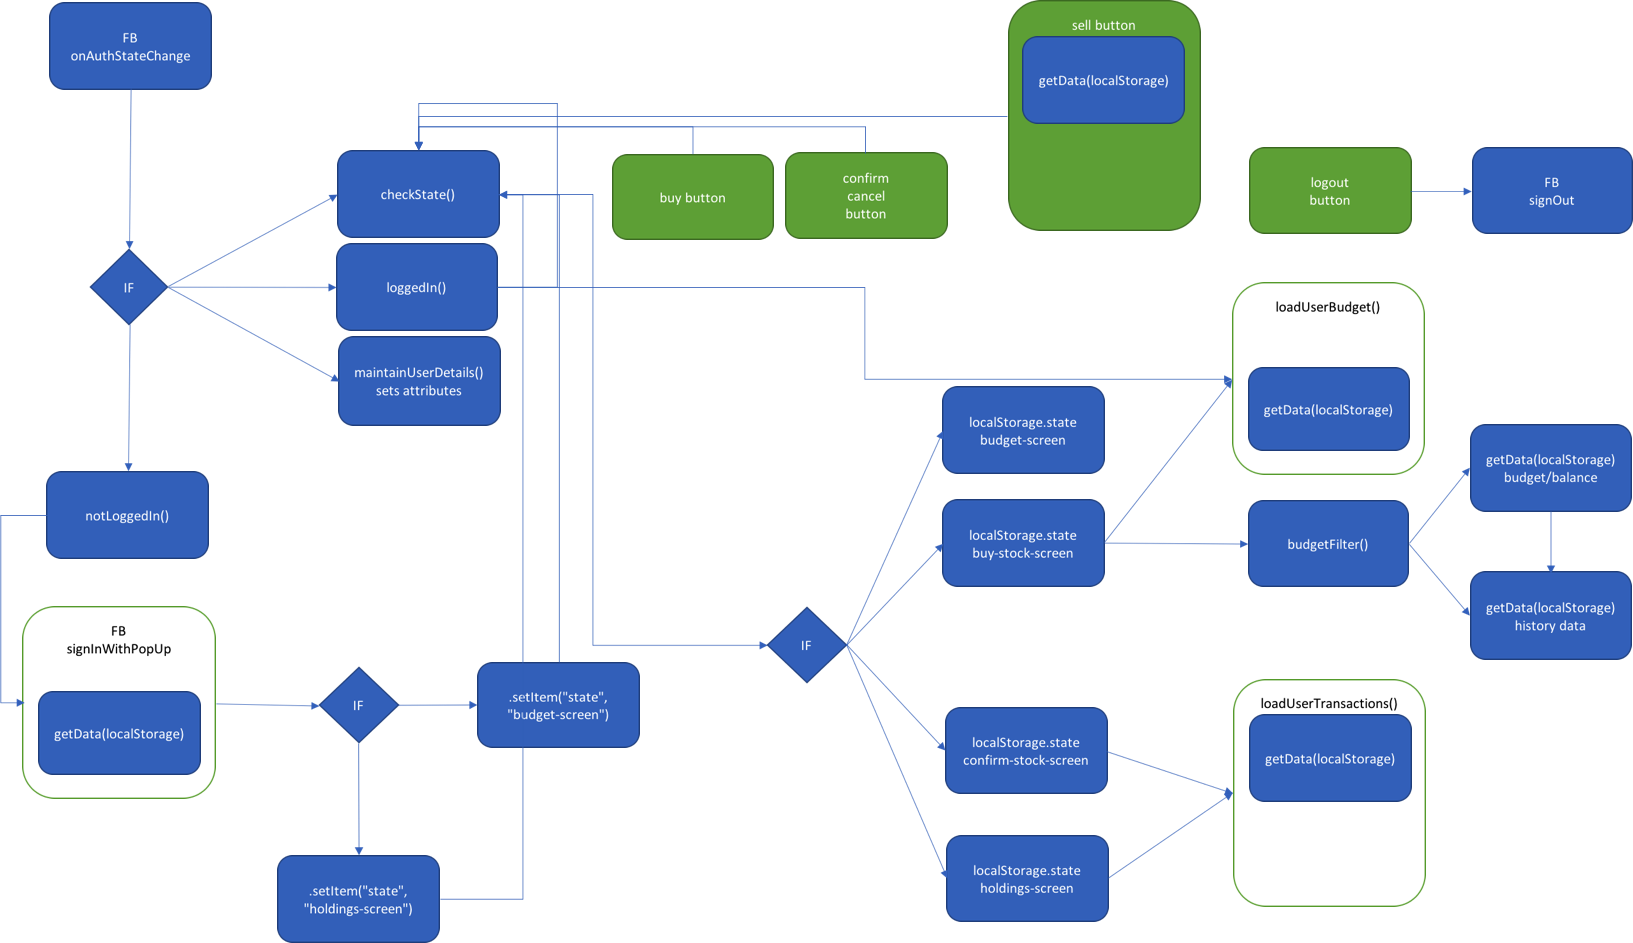 FB
onAuthStateChange
sell button
getData(localStorage)
checkState()
buy button
confirm
cancel
button
logout
button
FB
signOut
IF
loggedIn()
loadUserBudget()
maintainUserDetails()
sets attributes
getData(localStorage)
localStorage.state
budget-screen
getData(localStorage)
budget/balance
notLoggedIn()
localStorage.state
buy-stock-screen
budgetFilter()
getData(localStorage)
history data
FB
signInWithPopUp
IF
getData(localStorage)
IF
.setItem("state",
"budget-screen")
loadUserTransactions()
getData(localStorage)
localStorage.state
confirm-stock-screen
.setItem("state",
"holdings-screen")
localStorage.state
holdings-screen